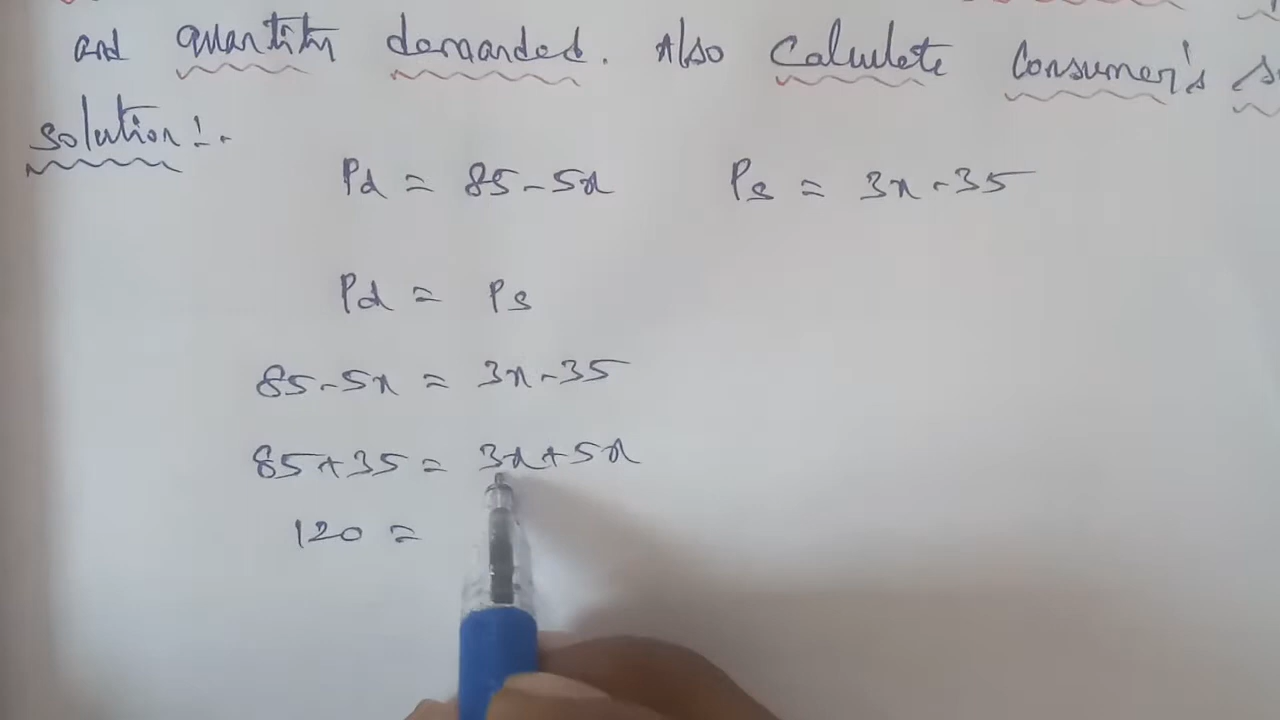 and quantity demanded. Also Calculate Consumer's
solution:-
Pd = 85-5x Ps = 3x-35
Pd = Ps
85-5x = 3x-35
85+35 = 3x+5x
120 =